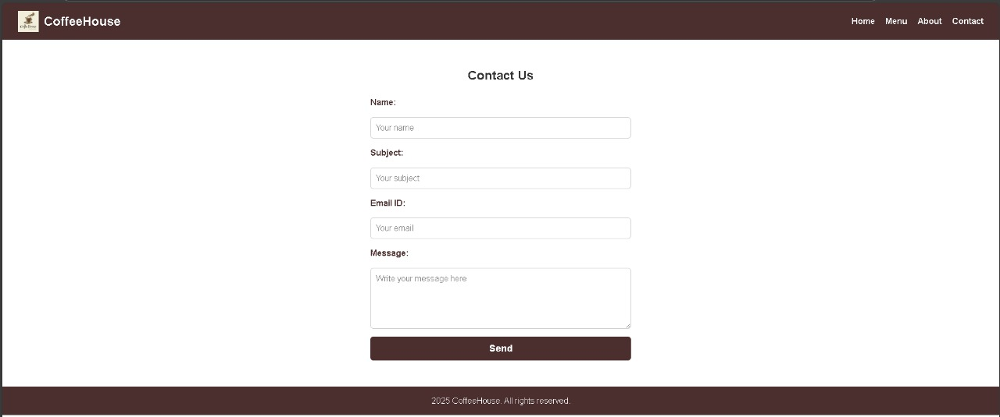 CoffeeHouse
Home Menu About Contact
Contact Us
Name:
Your name
Subject:
Your subject
Email ID:
Your email
Message:
Write your message here
Send
2025 CoffeeHouse. All rights reserved.